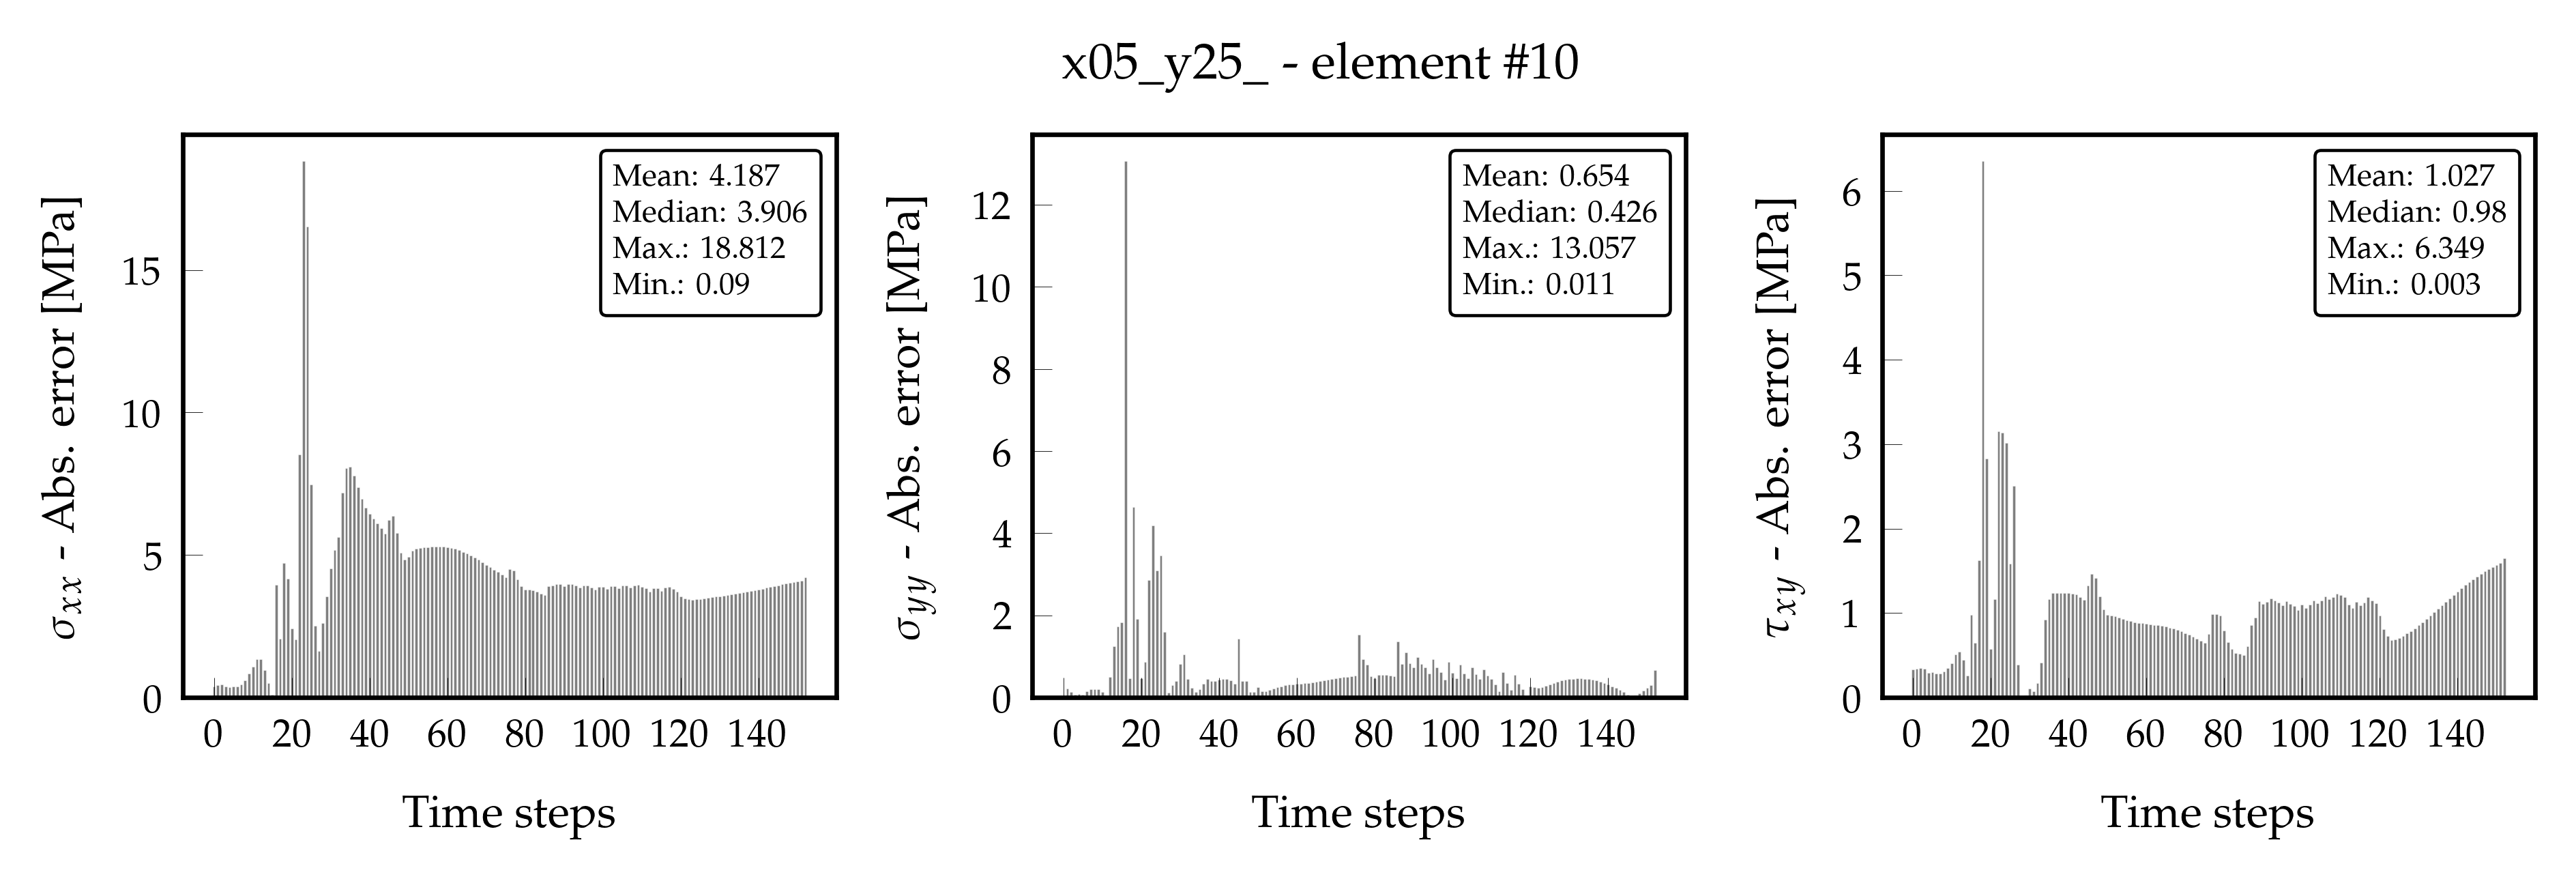 x05_y25_ - element #10
σxx - Abs. error [MPa]
15
10
5
0
0 20 40 60 80 100 120 140
Time steps
Mean: 4.187
Median: 3.906
Max.: 18.812
Min.: 0.09
σyy - Abs. error [MPa]
12
10
8
6
4
2
0
0 20 40 60 80 100 120 140
Time steps
Mean: 0.654
Median: 0.426
Max.: 13.057
Min.: 0.011
τxy - Abs. error [MPa]
6
5
4
3
2
1
0
0 20 40 60 80 100 120 140
Time steps
Mean: 1.027
Median: 0.98
Max.: 6.349
Min.: 0.003